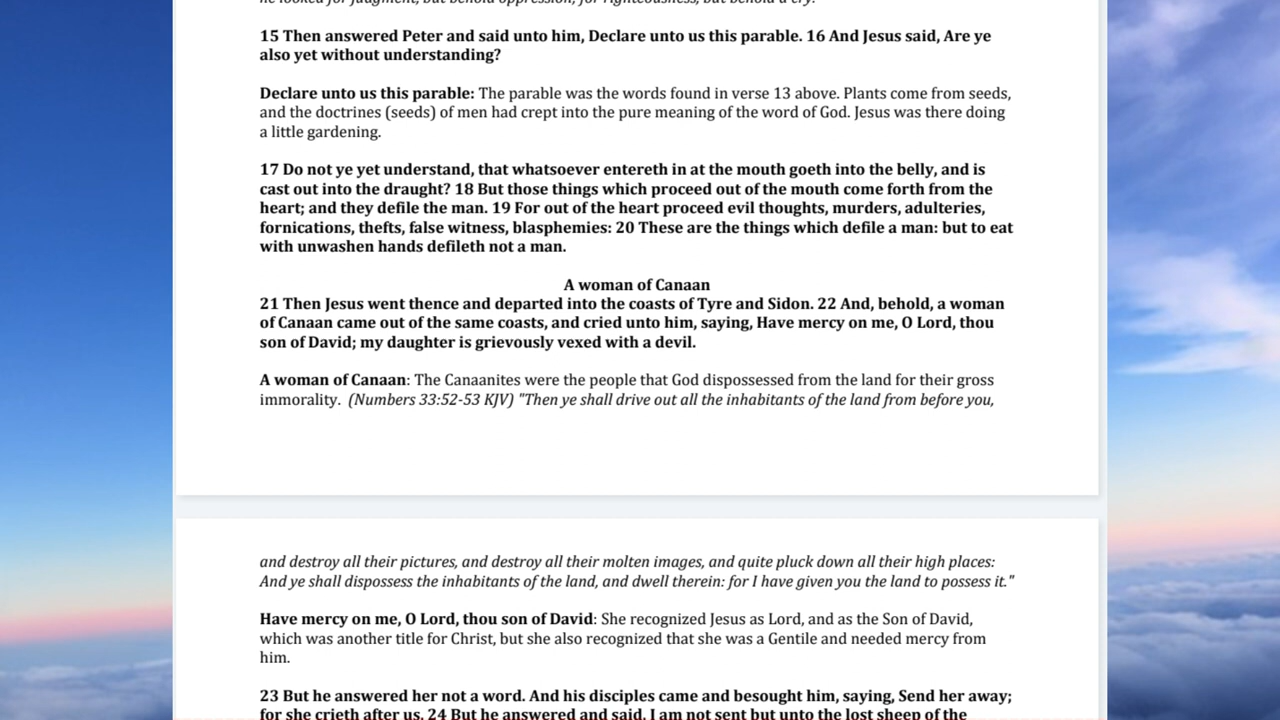 he looked for judgment, but behold oppression; for righteousness, but behold a cry.
15 Then answered Peter and said unto him, Declare unto us this parable. 16 And Jesus said, Are ye
also yet without understanding?
Declare unto us this parable: The parable was the words found in verse 13 above. Plants come from seeds,
and the doctrines (seeds) of men had crept into the pure meaning of the word of God. Jesus was there doing
a little gardening.
17 Do not ye yet understand, that whatsoever entereth in at the mouth goeth into the belly, and is
cast out into the draught? 18 But those things which proceed out of the mouth come forth from the
heart; and they defile the man. 19 For out of the heart proceed evil thoughts, murders, adulteries,
fornications, thefts, false witness, blasphemies: 20 These are the things which defile a man: but to eat
with unwashen hands defileth not a man.
A woman of Canaan
21 Then Jesus went thence and departed into the coasts of Tyre and Sidon. 22 And, behold, a woman
of Canaan came out of the same coasts, and cried unto him, saying, Have mercy on me, O Lord, thou
son of David; my daughter is grievously vexed with a devil.
A woman of Canaan: The Canaanites were the people that God dispossessed from the land for their gross
immorality. (Numbers 33:52-53 KJV) "Then ye shall drive out all the inhabitants of the land from before you,
and destroy all their pictures, and destroy all their molten images, and quite pluck down all their high places:
And ye shall dispossess the inhabitants of the land, and dwell therein: for I have given you the land to possess it."
Have mercy on me, O Lord, thou son of David: She recognized Jesus as Lord, and as the Son of David,
which was another title for Christ, but she also recognized that she was a Gentile and needed mercy from
him.
23 But he answered her not a word. And his disciples came and besought him, saying, Send her away;
for she crieth after us. 24 But he answered and said, I am not sent but unto the lost sheep of the